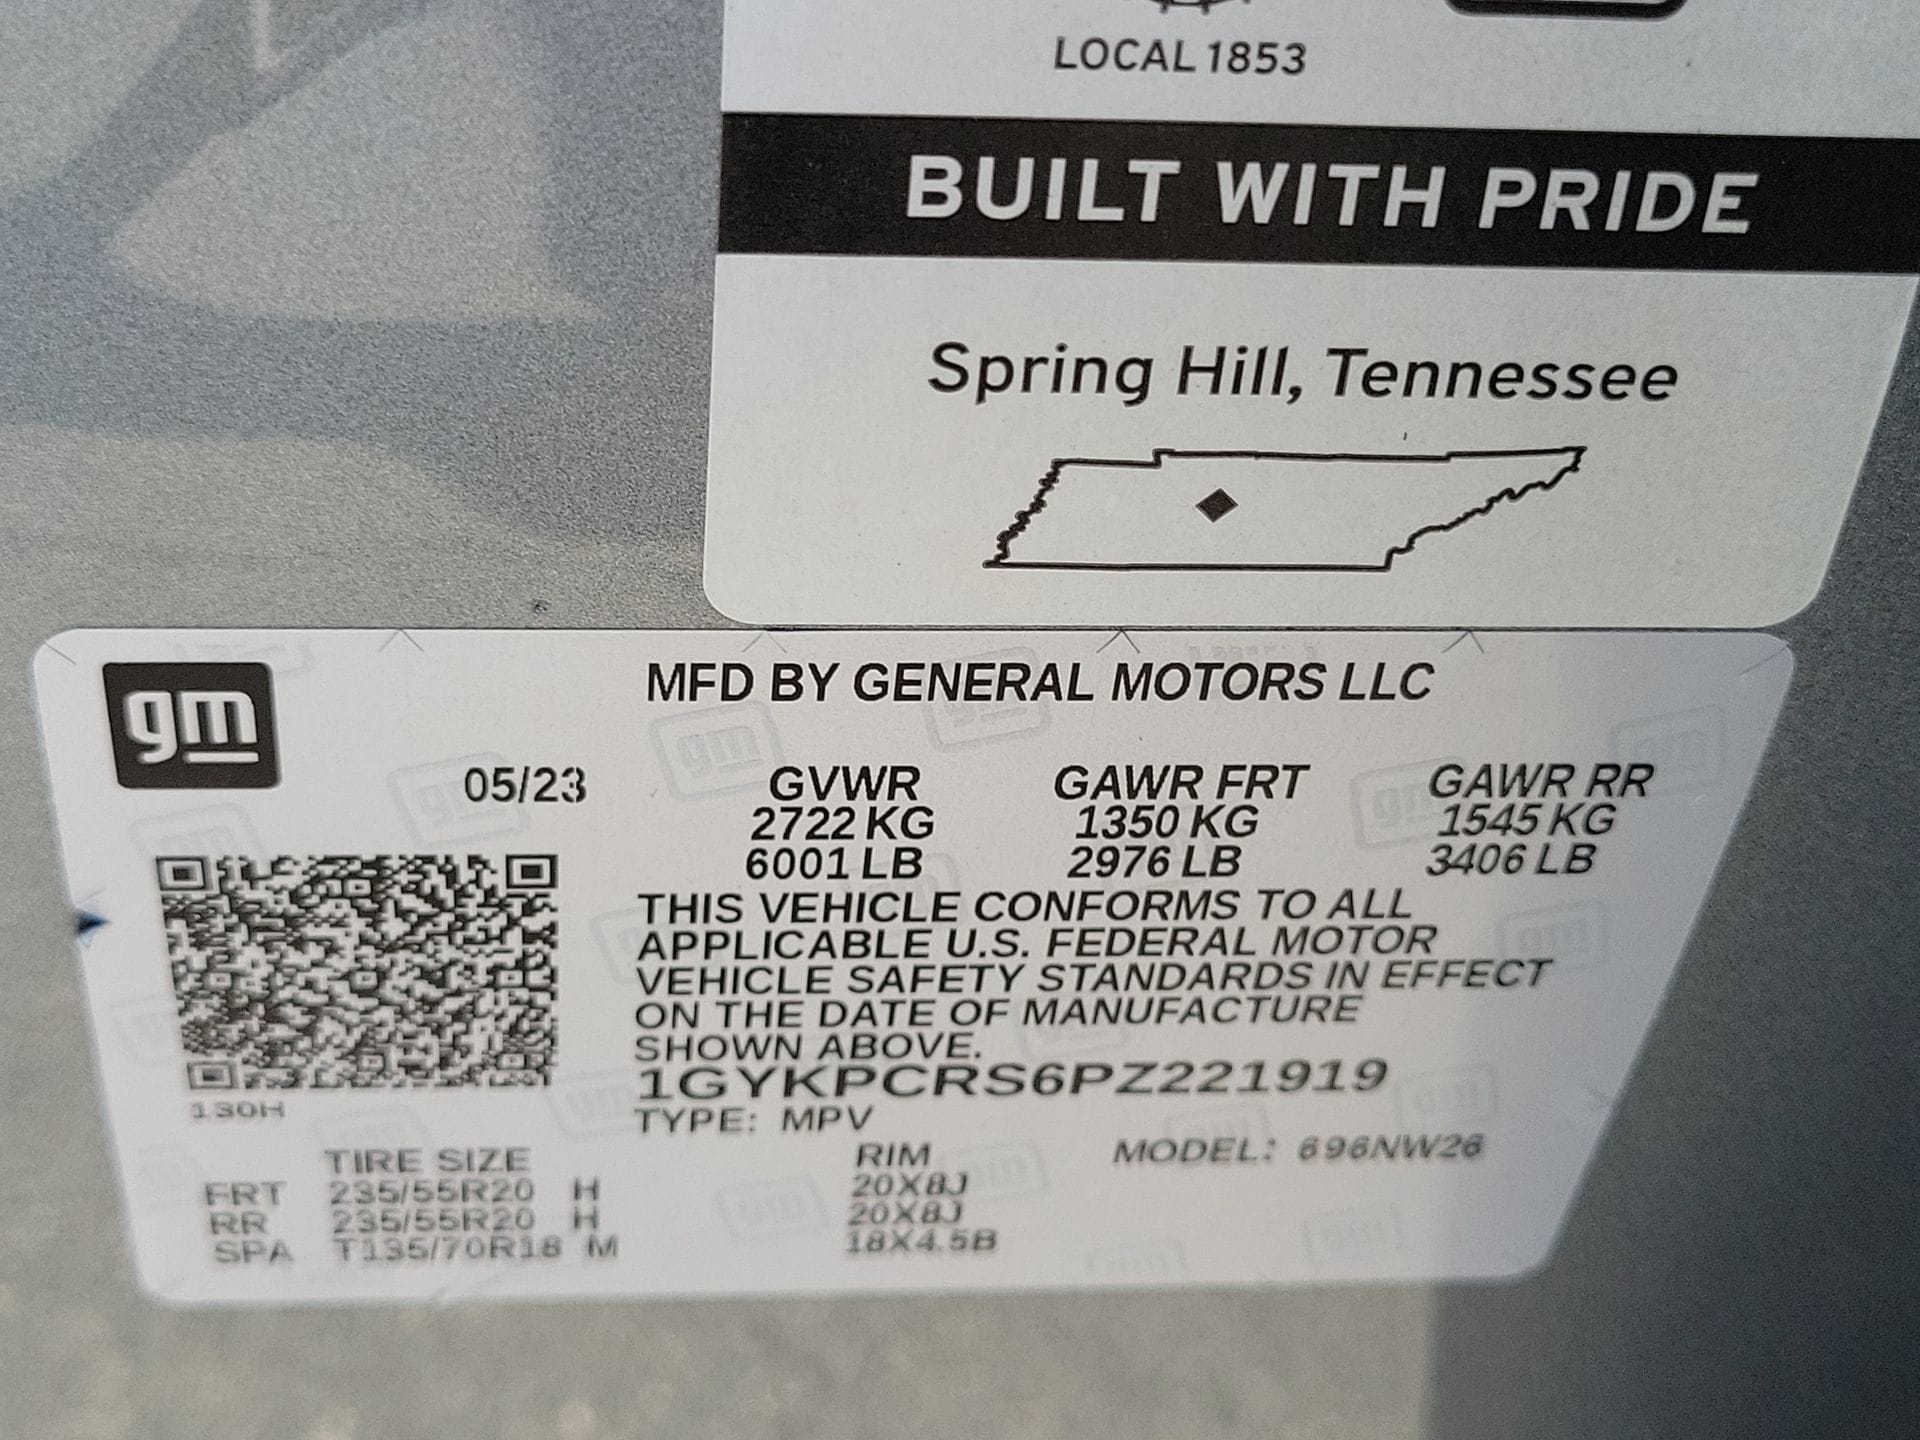 LOCAL 1853
BUILT WITH PRIDE
Spring Hill, Tennessee
gm
MFD BY GENERAL MOTORS LLC
05/23 GVWR GAWR FRT GAWR RR
2722 KG 1350 KG 1545 KG
6001 LB 2976 LB 3406 LB
THIS VEHICLE CONFORMS TO ALL
APPLICABLE U.S. FEDERAL MOTOR
VEHICLE SAFETY STANDARDS IN EFFECT
ON THE DATE OF MANUFACTURE
SHOWN ABOVE.
1GYKPCRS6PZ221919
130H
TYPE: MPV
TIRE SIZE RIM MODEL: 696NW26
FRT 235/55R20 H 20X8J
RR 235/55R20 H 20X8J
SPA T135/70R18 M 18X4.5B